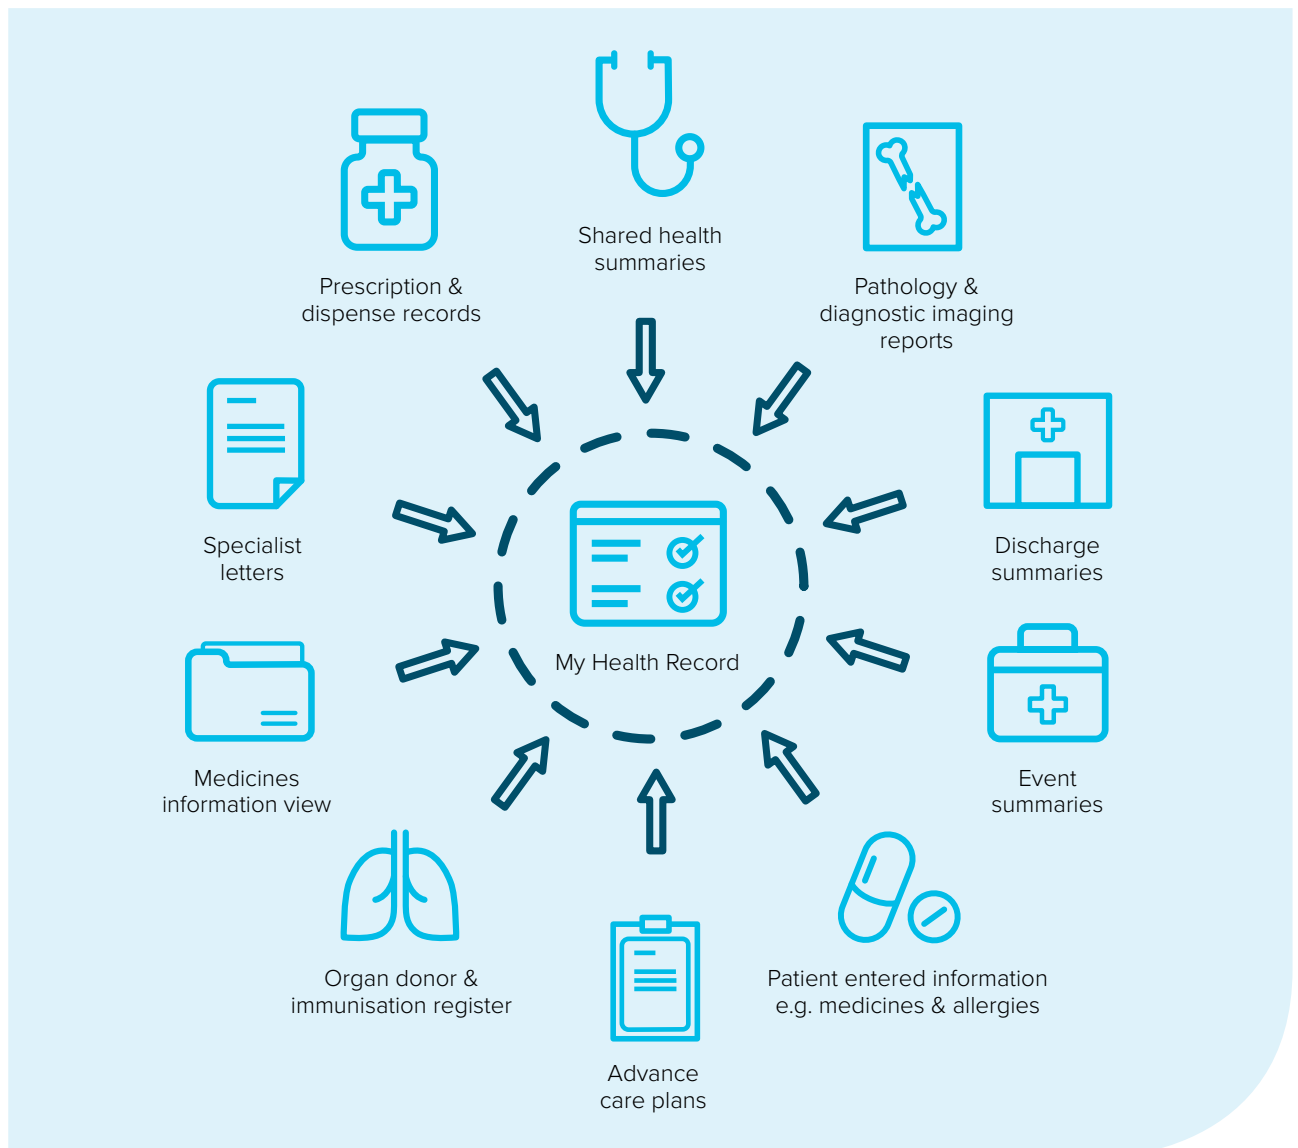 Shared health
summaries
Prescription &
dispense records
Pathology &
diagnostic imaging
reports
Specialist
letters
Discharge
summaries
My Health Record
Medicines
information view
Event
summaries
Organ donor &
immunisation register
Patient entered information
e.g. medicines & allergies
Advance
care plans